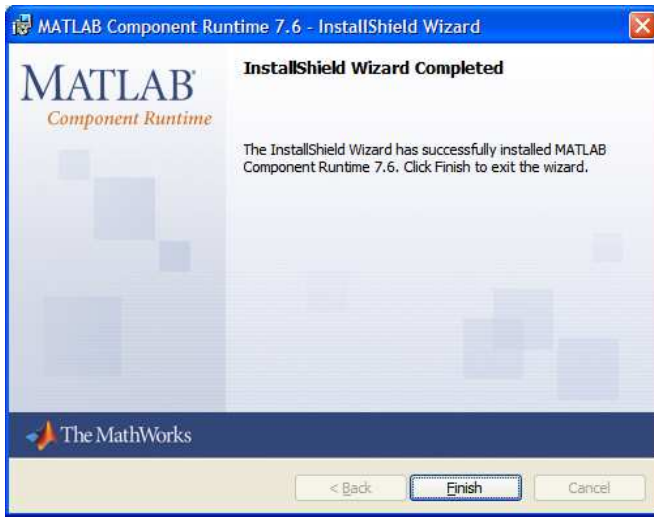 MATLAB Component Runtime 7.6 - InstallShield Wizard
MATLAB®
Component Runtime
InstallShield Wizard Completed
The InstallShield Wizard has successfully installed MATLAB
Component Runtime 7.6. Click Finish to exit the wizard.
The MathWorks
< Back
Finish
Cancel